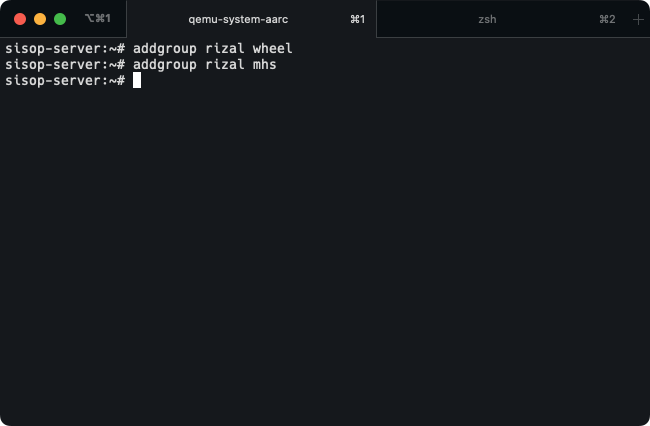 ⌥⌘1 qemu-system-aarc ⌘1 zsh ⌘2 +
sisop-server:~# addgroup rizal wheel
sisop-server:~# addgroup rizal mhs
sisop-server:~#